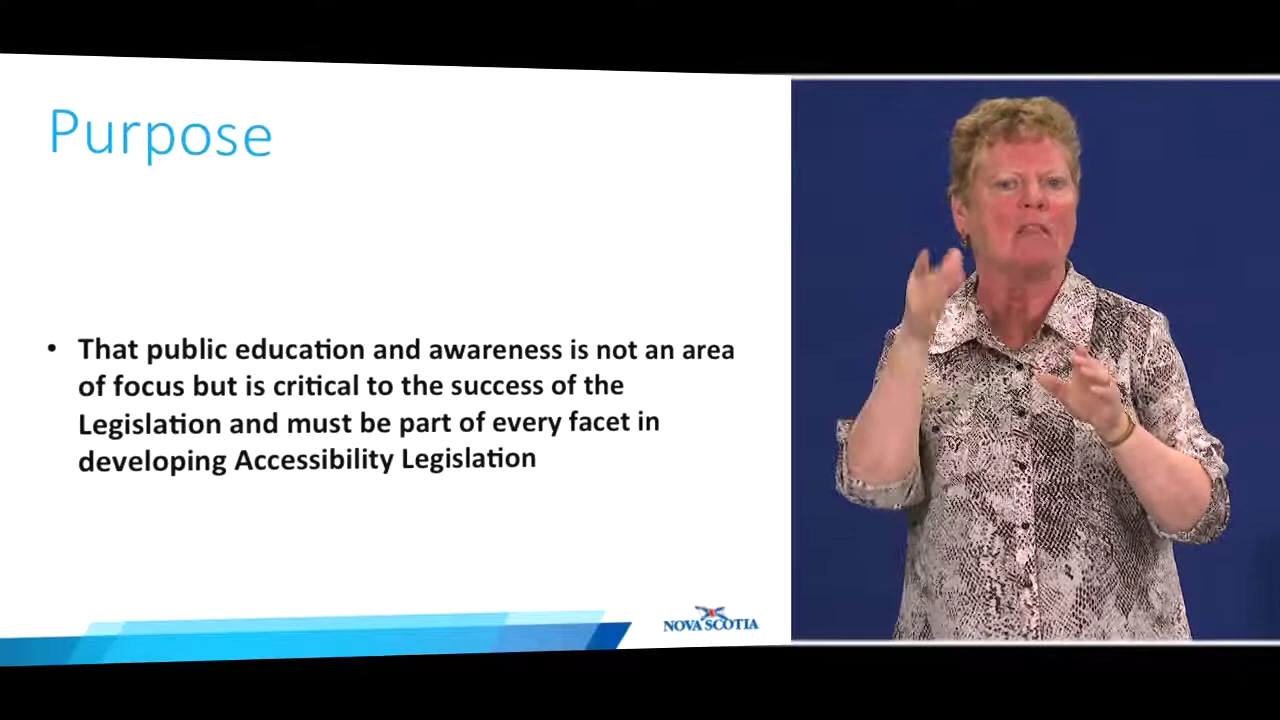 Purpose
• That public education and awareness is not an area
of focus but is critical to the success of the
Legislation and must be part of every facet in
developing Accessibility Legislation
NOVA SCOTIA